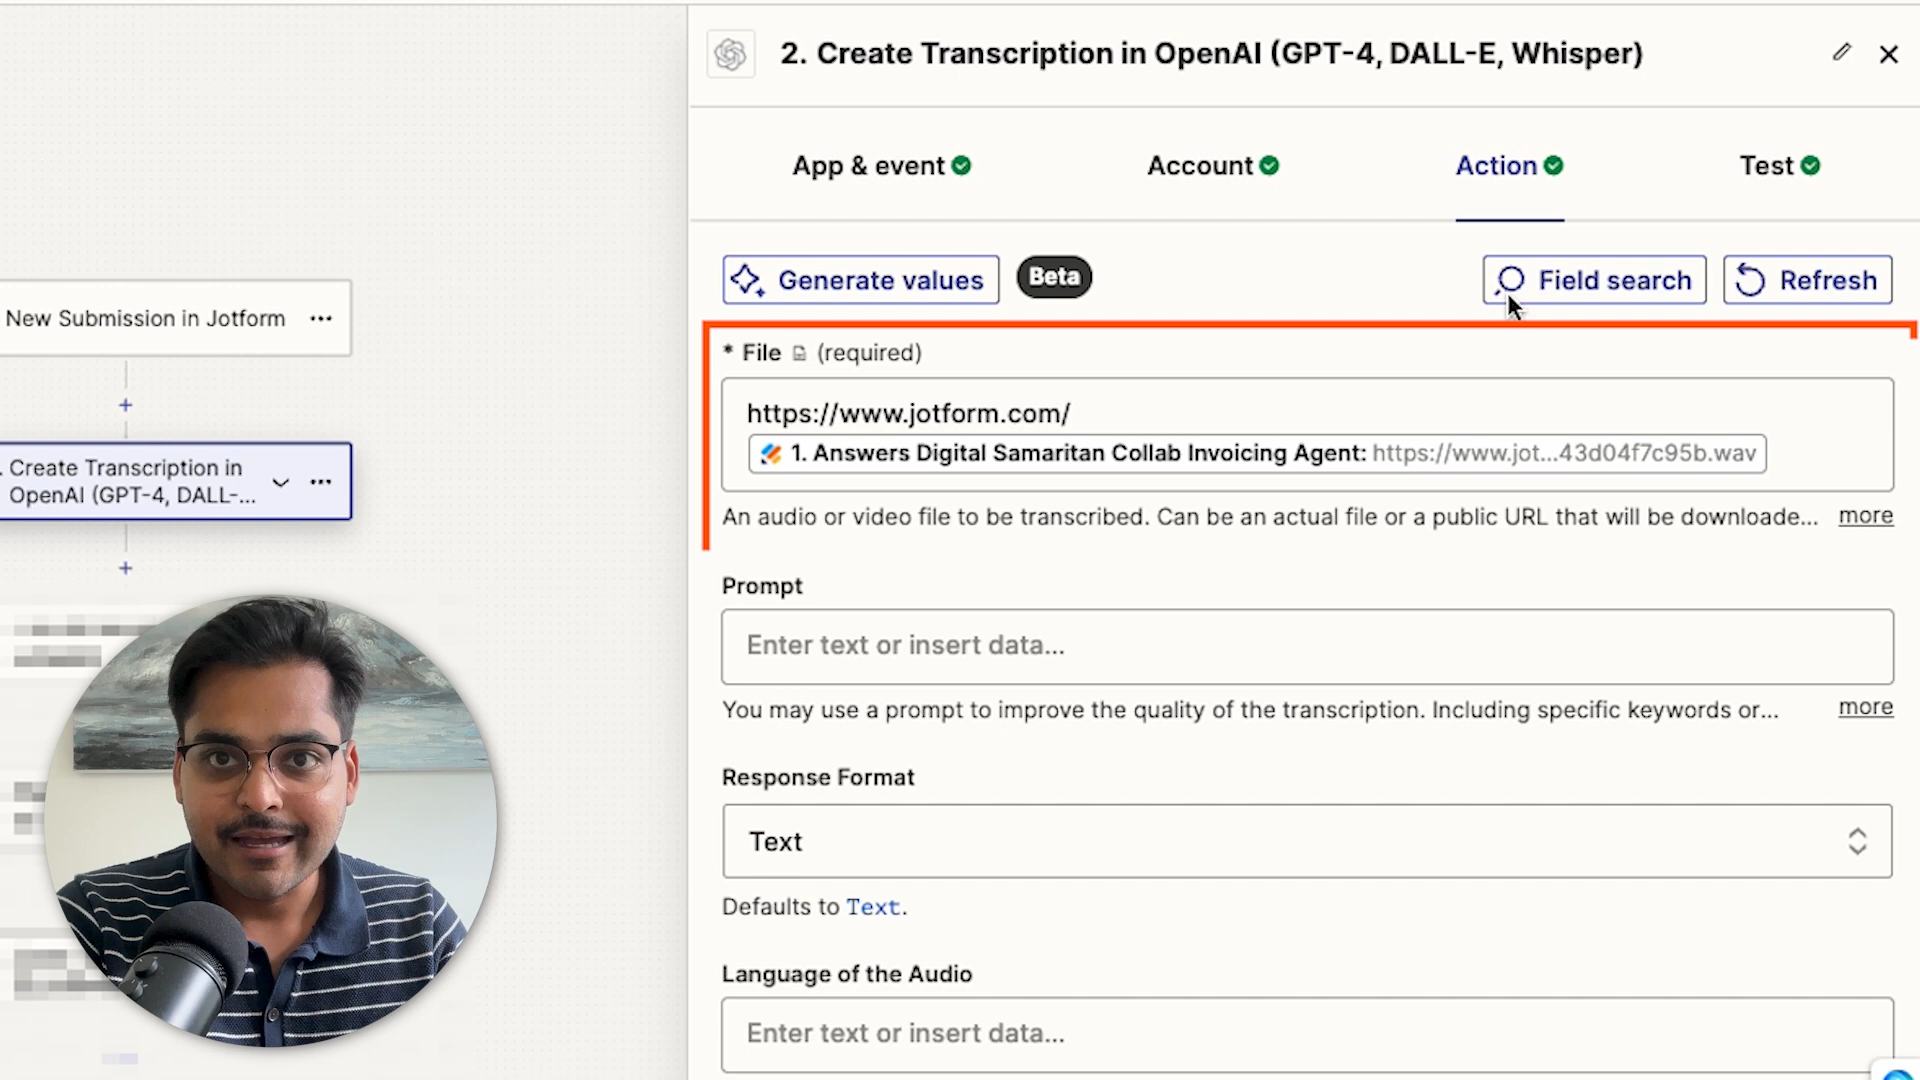 2. Create Transcription in OpenAI (GPT-4, DALL-E, Whisper)
App & event
Account
Action
Test
Generate values
Beta
Field search
Refresh
New Submission in Jotform
. Create Transcription in
OpenAI (GPT-4, DALL-...
* File (required)
https://www.jotform.com/
1. Answers Digital Samaritan Collab Invoicing Agent: https://www.jot...43d04f7c95b.wav
An audio or video file to be transcribed. Can be an actual file or a public URL that will be downloade... more
Prompt
Enter text or insert data...
You may use a prompt to improve the quality of the transcription. Including specific keywords or... more
Response Format
Text
Defaults to Text.
Language of the Audio
Enter text or insert data...